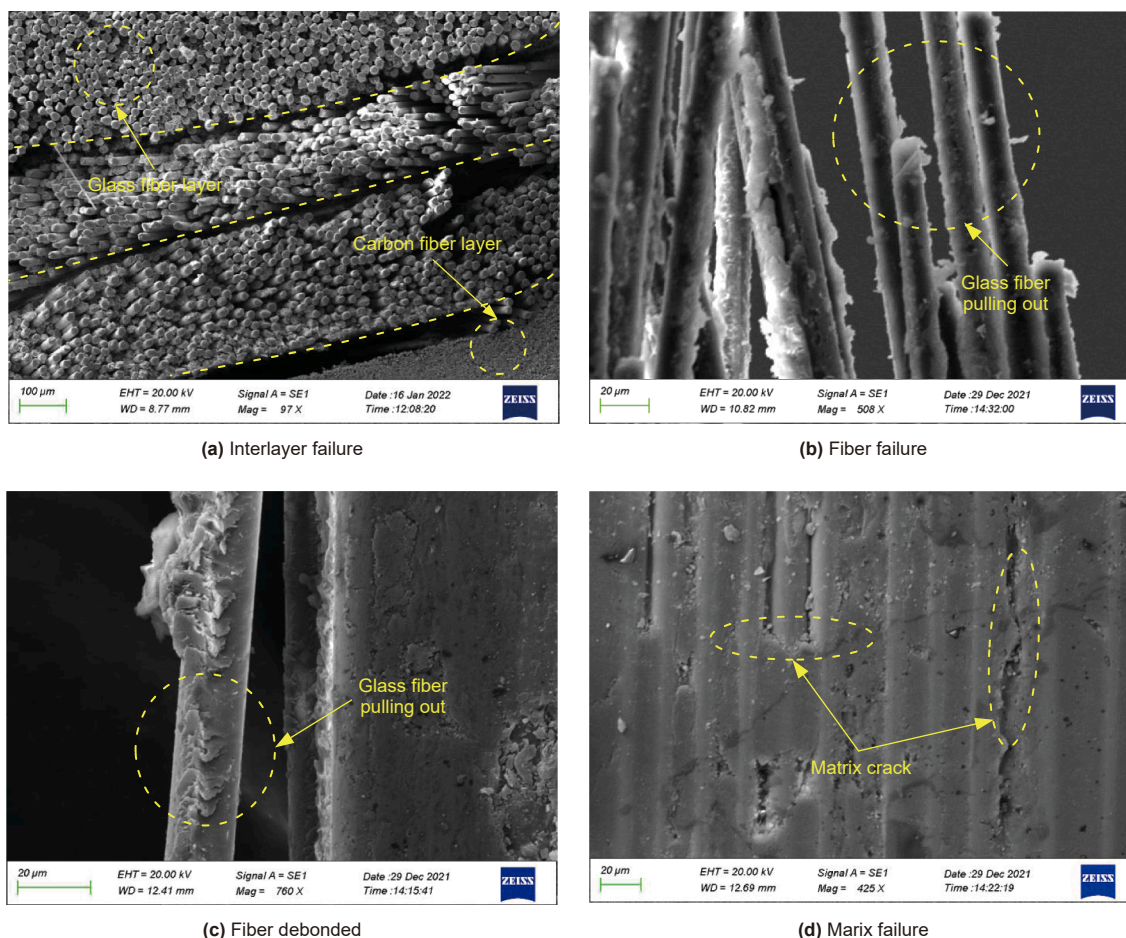 Glass fiber layer
Carbon fiber layer
100 µm
EHT = 20.00 kV
Signal A = SE1
Date :16 Jan 2022
WD = 8.77 mm
Mag = 97 X
Time :12:08:20
ZEISS
(a) Interlayer failure
Glass fiber
pulling out
20 µm
EHT = 20.00 kV
Signal A = SE1
Date :29 Dec 2021
WD = 10.82 mm
Mag = 508 X
Time :14:32:00
ZEISS
(b) Fiber failure
Glass fiber
pulling out
20 µm
EHT = 20.00 kV
Signal A = SE1
Date :29 Dec 2021
WD = 12.41 mm
Mag = 760 X
Time :14:15:41
ZEISS
(c) Fiber debonded
Matrix crack
20 µm
EHT = 20.00 kV
Signal A = SE1
Date :29 Dec 2021
WD = 12.69 mm
Mag = 425 X
Time :14:22:19
ZEISS
(d) Marix failure